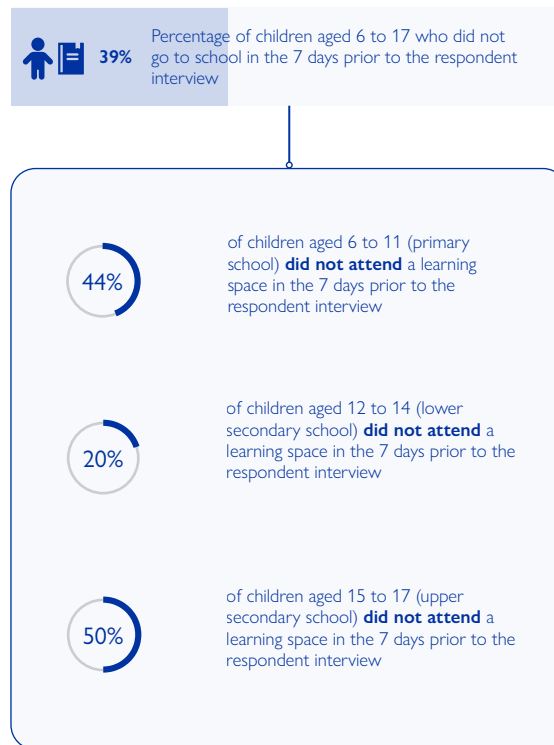 39%
Percentage of children aged 6 to 17 who did not
go to school in the 7 days prior to the respondent
interview
44%
of children aged 6 to 11 (primary
school) did not attend a learning
space in the 7 days prior to the
respondent interview
20%
of children aged 12 to 14 (lower
secondary school) did not attend a
learning space in the 7 days prior to the
respondent interview
50%
of children aged 15 to 17 (upper
secondary school) did not attend a
learning space in the 7 days prior to the
respondent interview